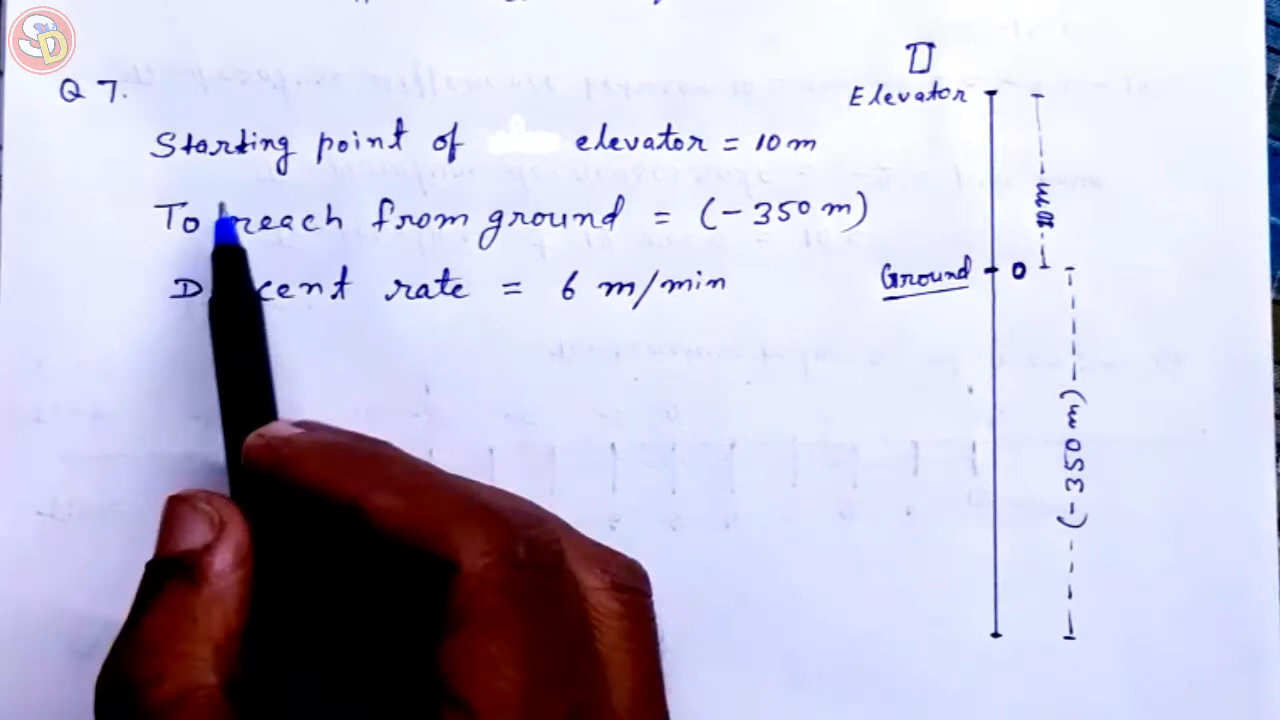 SD
Q 7.
Elevator
Starting point of elevator = 10 m
To reach from ground = (-350 m)
Ground 0
cent rate = 6 m/min
10 m
(-350 m)